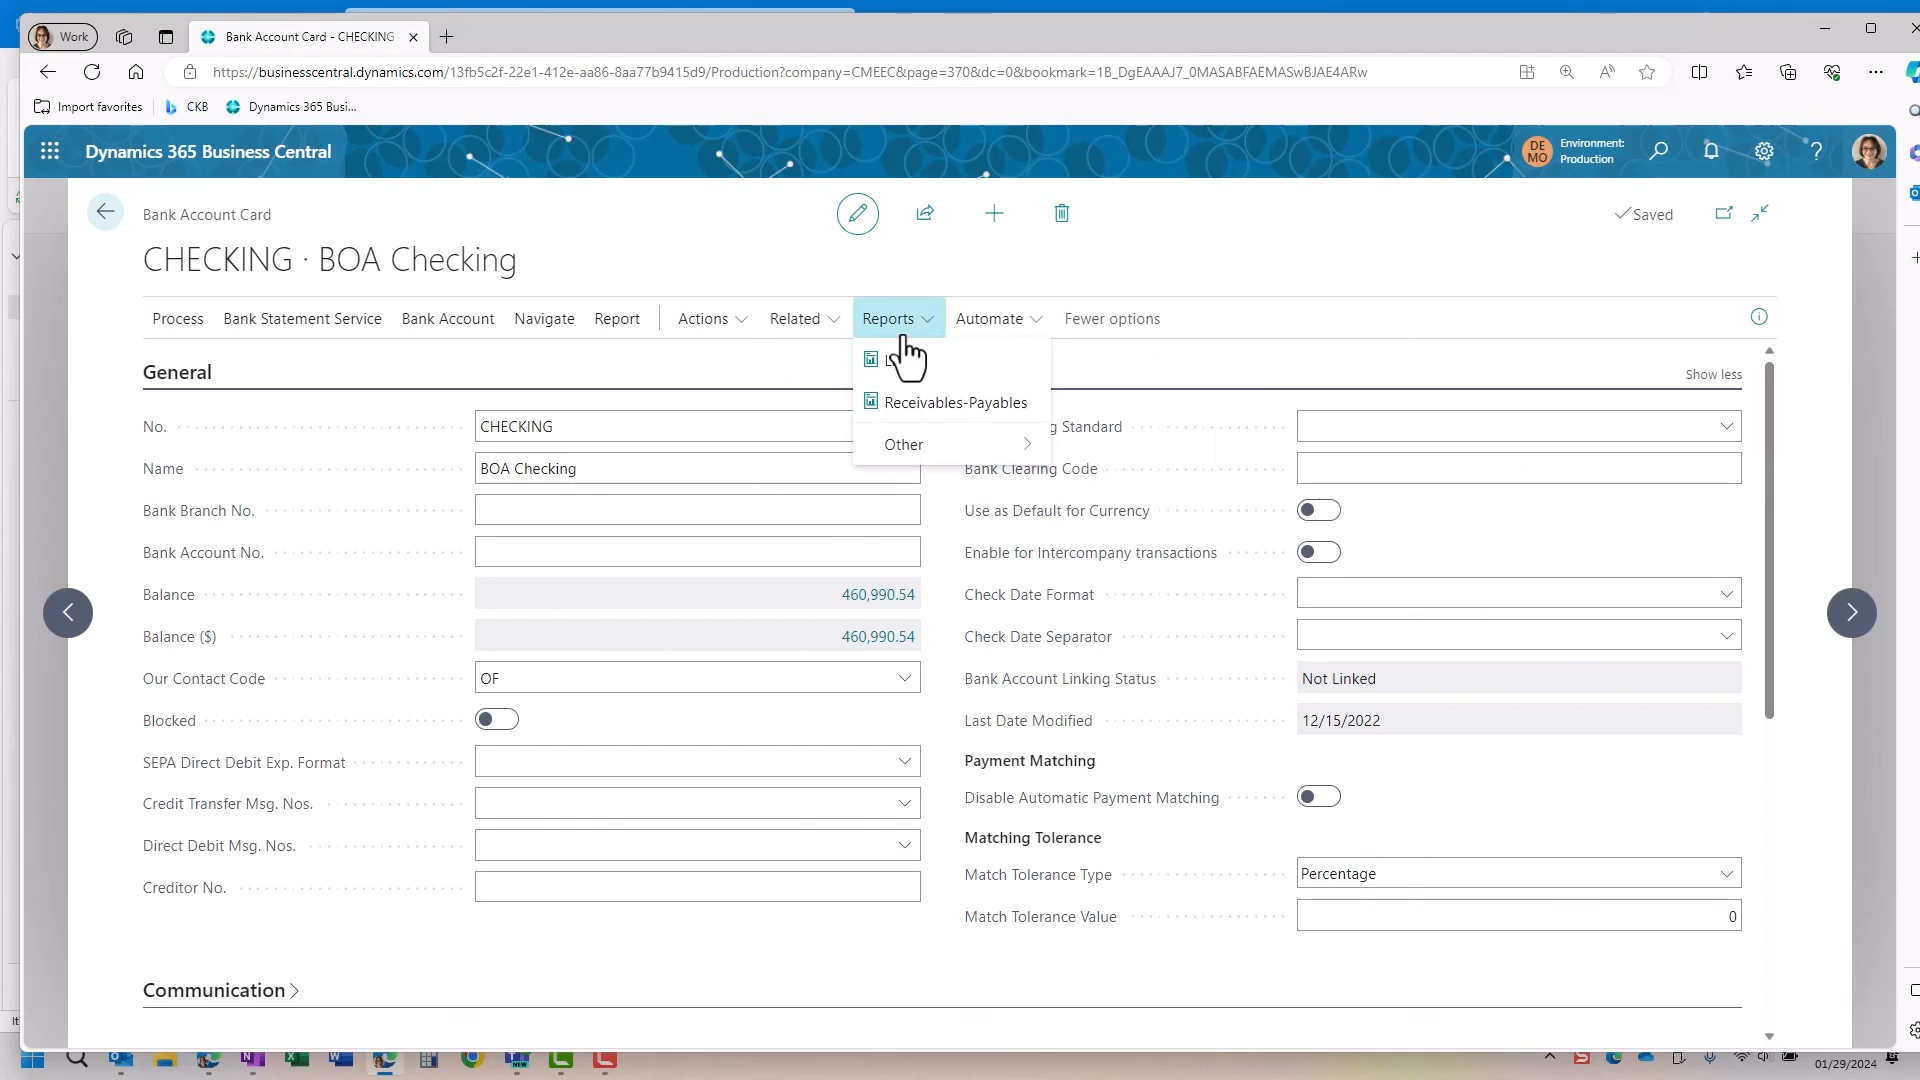 Work
Bank Account Card - CHECKING
https://businesscentral.dynamics.com/13fb5c2f-22e1-412e-aa86-8aa77b9415d9/Production?company=CMEEC&page=370&dc=0&bookmark=1B_DgEAAAJ7_0MASABFAEMASwBJAE4ARw
Import favorites
CKB
Dynamics 365 Busi...
Dynamics 365 Business Central
DE
MO
Environment:
Production
Bank Account Card
Saved
CHECKING · BOA Checking
Process Bank Statement Service Bank Account Navigate Report Actions Related Reports Automate Fewer options
Receivables-Payables
Other
General
Show less
No. CHECKING
Name BOA Checking
Bank Branch No.
Bank Account No.
Balance 460,990.54
Balance ($) 460,990.54
Our Contact Code OF
Blocked
SEPA Direct Debit Exp. Format
Credit Transfer Msg. Nos.
Direct Debit Msg. Nos.
Creditor No.
g Standard
Bank Clearing Code
Use as Default for Currency
Enable for Intercompany transactions
Check Date Format
Check Date Separator
Bank Account Linking Status Not Linked
Last Date Modified 12/15/2022
Payment Matching
Disable Automatic Payment Matching
Matching Tolerance
Match Tolerance Type Percentage
Match Tolerance Value 0
Communication
It
01/29/2024